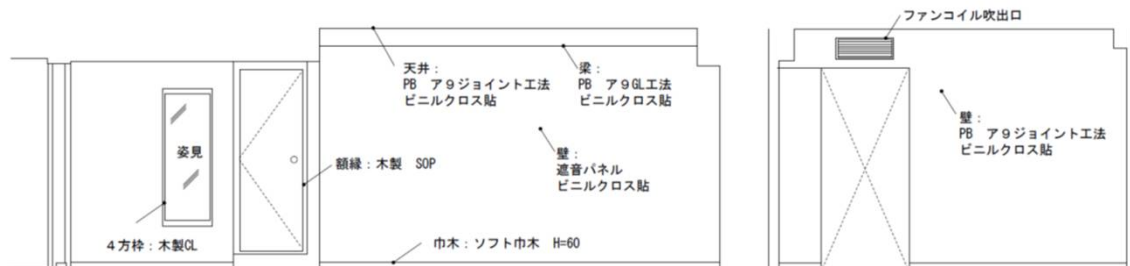 ファンコイル吹出口
天井：
PB ア９ジョイント工法
ビニルクロス貼
梁：
PB ア９GL工法
ビニルクロス貼
壁：
PB ア９ジョイント工法
ビニルクロス貼
姿見
額縁：木製 SOP
壁：
遮音パネル
ビニルクロス貼
４方枠：木製CL
巾木：ソフト巾木 H=60